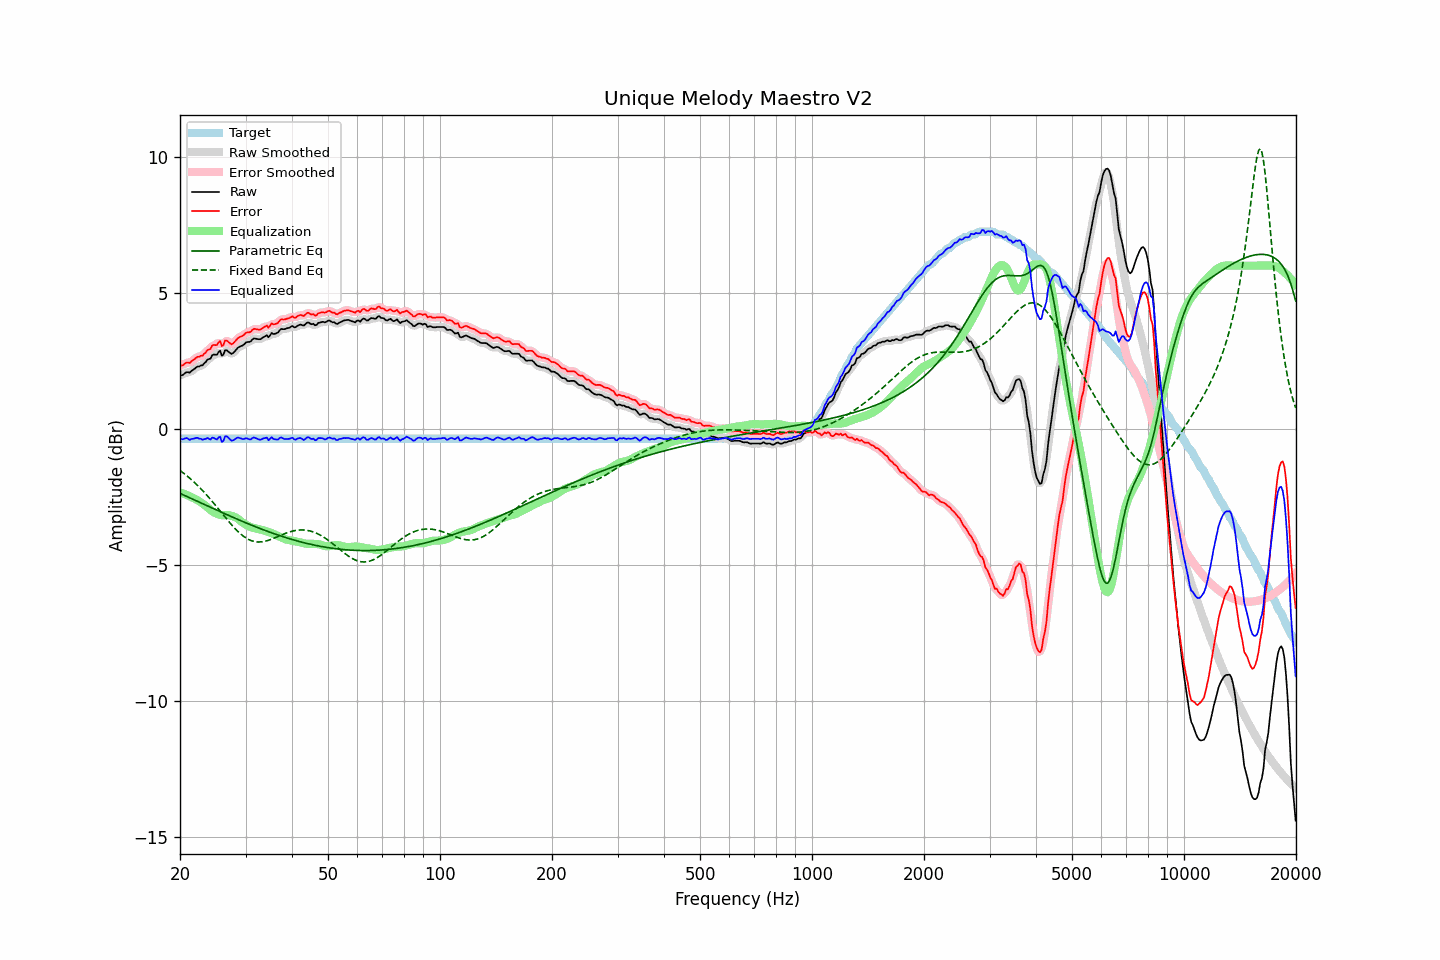 Unique Melody Maestro V2
Target
Raw Smoothed
Error Smoothed
Raw
Error
Equalization
Parametric Eq
Fixed Band Eq
Equalized
Amplitude (dBr)
10
5
0
−5
−10
−15
20 50 100 200 500 1000 2000 5000 10000 20000
Frequency (Hz)